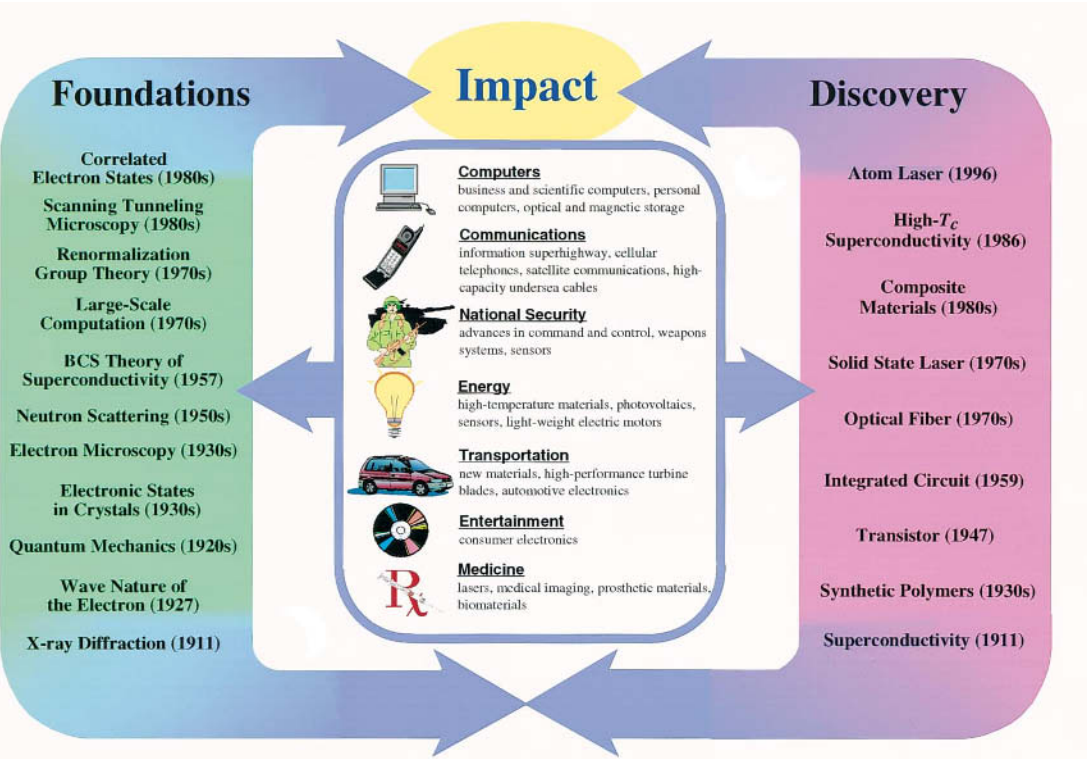 Foundations
Correlated
Electron States (1980s)
Scanning Tunneling
Microscopy (1980s)
Renormalization
Group Theory (1970s)
Large-Scale
Computation (1970s)
BCS Theory of
Superconductivity (1957)
Neutron Scattering (1950s)
Electron Microscopy (1930s)
Electronic States
in Crystals (1930s)
Quantum Mechanics (1920s)
Wave Nature of
the Electron (1927)
X-ray Diffraction (1911)
Impact
Computers
business and scientific computers, personal
computers, optical and magnetic storage
Communications
information superhighway, cellular
telephones, satellite communications, high-
capacity undersea cables
National Security
advances in command and control, weapons
systems, sensors
Energy
high-temperature materials, photovoltaics,
sensors, light-weight electric motors
Transportation
new materials, high-performance turbine
blades, automotive electronics
Entertainment
consumer electronics
Medicine
lasers, medical imaging, prosthetic materials,
biomaterials
Rx
Discovery
Atom Laser (1996)
High-Tc
Superconductivity (1986)
Composite
Materials (1980s)
Solid State Laser (1970s)
Optical Fiber (1970s)
Integrated Circuit (1959)
Transistor (1947)
Synthetic Polymers (1930s)
Superconductivity (1911)